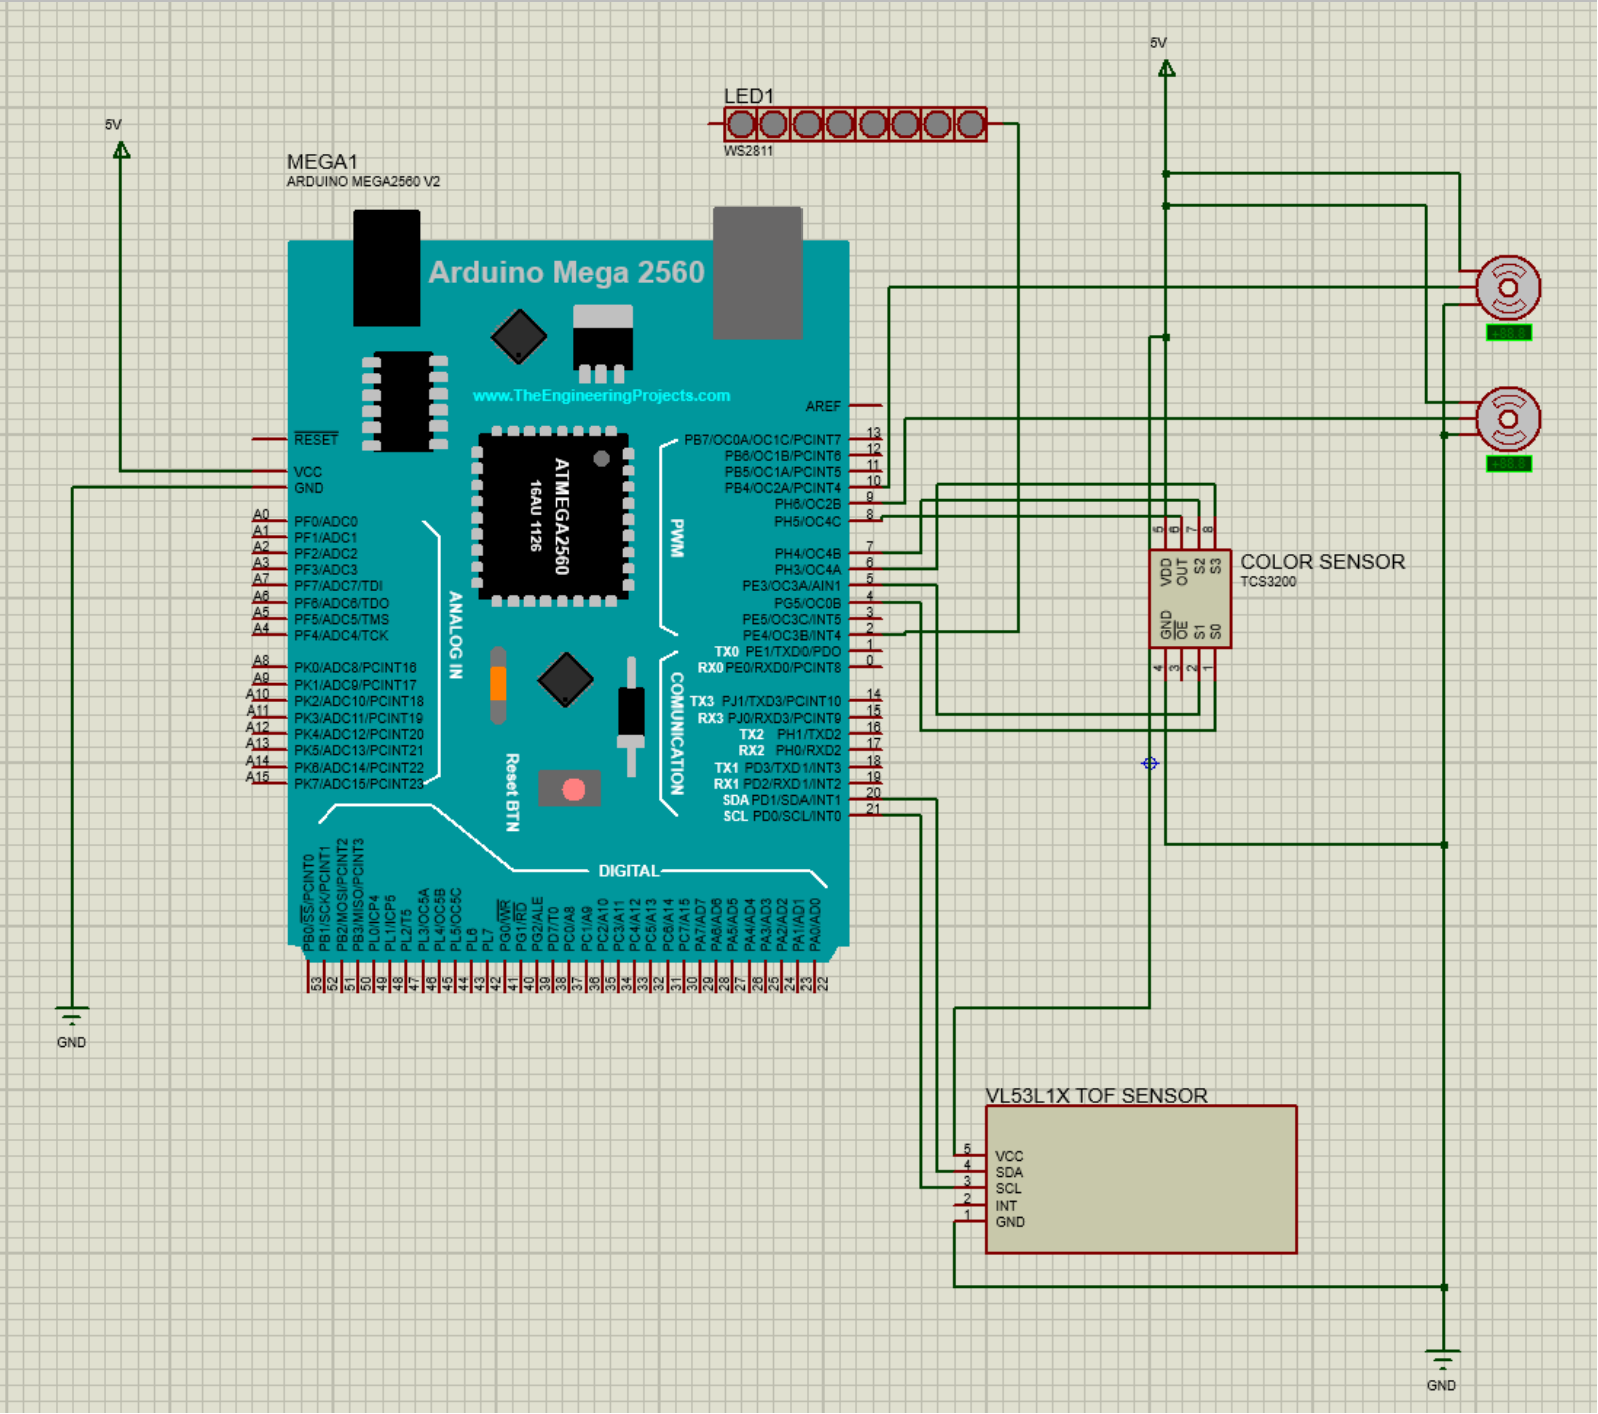 5V
LED1
WS2811
5V
MEGA1
ARDUINO MEGA2560 V2
Arduino Mega 2560
www.TheEngineeringProjects.com
ATMEGA2560
16AU 1126
RESET
VCC
GND
A0 PF0/ADC0
A1 PF1/ADC1
A2 PF2/ADC2
A3 PF3/ADC3
A7 PF7/ADC7/TDI
A6 PF6/ADC6/TDO
A5 PF5/ADC5/TMS
A4 PF4/ADC4/TCK
A8 PK0/ADC8/PCINT16
A9 PK1/ADC9/PCINT17
A10 PK2/ADC10/PCINT18
A11 PK3/ADC11/PCINT19
A12 PK4/ADC12/PCINT20
A13 PK5/ADC13/PCINT21
A14 PK6/ADC14/PCINT22
A15 PK7/ADC15/PCINT23
ANALOG IN
AREF
PB7/OC0A/OC1C/PCINT7 13
PB6/OC1B/PCINT6 12
PB5/OC1A/PCINT5 11
PB4/OC2A/PCINT4 10
PH6/OC2B 9
PH5/OC4C 8
PH4/OC4B 7
PH3/OC4A 6
PE3/OC3A/AIN1 5
PG5/OC0B 4
PE5/OC3C/INT5 3
PE4/OC3B/INT4 2
PWM
TX0 PE1/TXD0/PDO 1
RX0 PE0/RXD0/PCINT8 0
TX3 PJ1/TXD3/PCINT10 14
RX3 PJ0/RXD3/PCINT9 15
TX2 PH1/TXD2 16
RX2 PH0/RXD2 17
TX1 PD3/TXD1/INT3 18
RX1 PD2/RXD1/INT2 19
SDA PD1/SDA/INT1 20
SCL PD0/SCL/INT0 21
COMUNICATION
Reset BTN
DIGITAL
PB0/SS/PCINT0 53
PB1/SCK/PCINT1 52
PB2/MOSI/PCINT2 51
PB3/MISO/PCINT3 50
PL0/ICP4 49
PL1/ICP5 48
PL2/T5 47
PL3/OC5A 46
PL4/OC5B 45
PL5/OC5C 44
PL6 43
PL7 42
PG0/WR 41
PG1/RD 40
PG2/ALE 39
PD7/T0 38
PC0/A8 37
PC1/A9 36
PC2/A10 35
PC3/A11 34
PC4/A12 33
PC5/A13 32
PC6/A14 31
PC7/A15 30
PA7/AD7 29
PA6/AD6 28
PA5/AD5 27
PA4/AD4 26
PA3/AD3 25
PA2/AD2 24
PA1/AD1 23
PA0/AD0 22
GND
+88.8
+88.8
5 6 7 8
VDD OUT S2 S3
GND OE S1 S0
4 3 2 1
COLOR SENSOR
TCS3200
VL53L1X TOF SENSOR
5 VCC
4 SDA
3 SCL
2 INT
1 GND
GND